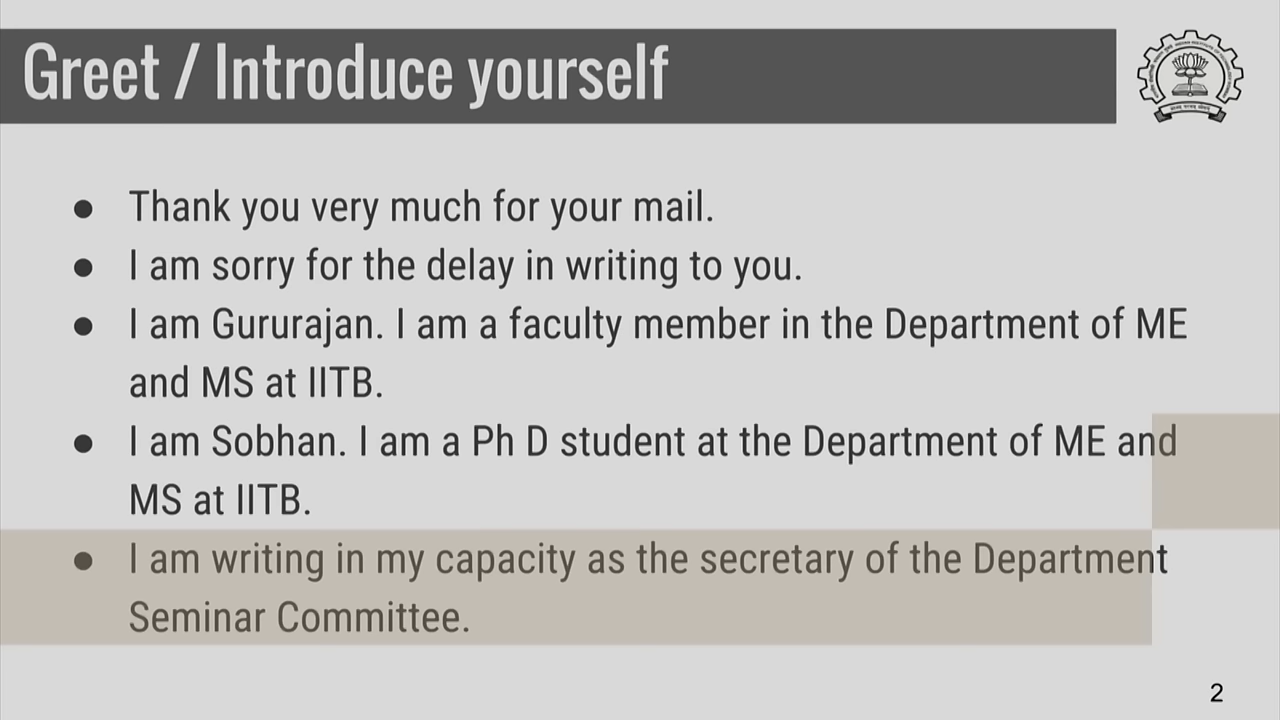 Greet / Introduce yourself
● Thank you very much for your mail.
● I am sorry for the delay in writing to you.
● I am Gururajan. I am a faculty member in the Department of ME
and MS at IITB.
● I am Sobhan. I am a Ph D student at the Department of ME and
MS at IITB.
● I am writing in my capacity as the secretary of the Department
Seminar Committee.
2